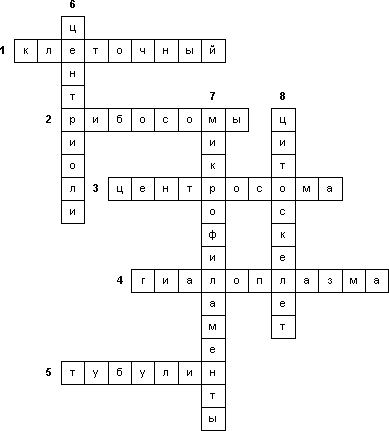 6 центриоли
1 клеточный
7 микрофиламенты
8 цитоскелет
2 рибосомы
3 центросома
4 гиалоплазма
5 тубулин